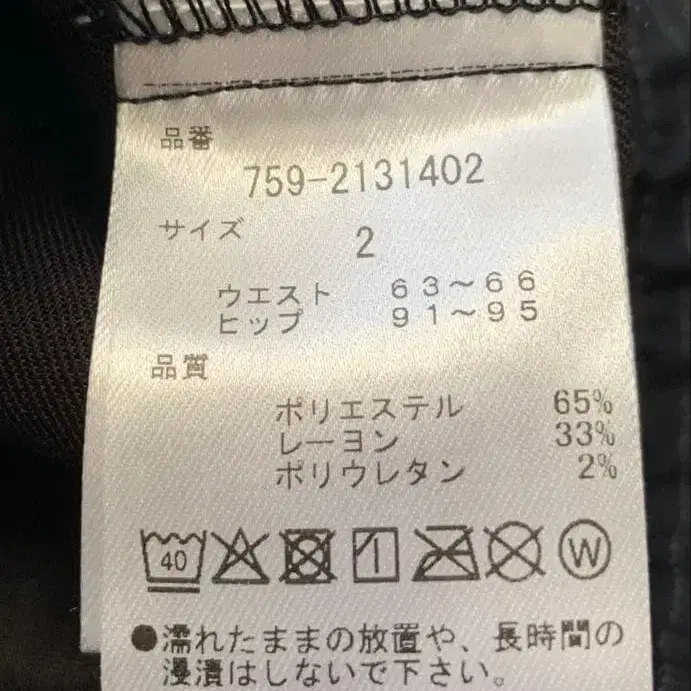 品番
759-2131402
サイズ
2
ウエスト 63～66
ヒップ 91～95
品質
ポリエステル 65%
レーヨン 33%
ポリウレタン 2%
40 W
●濡れたままの放置や、長時間の
浸漬はしないで下さい。